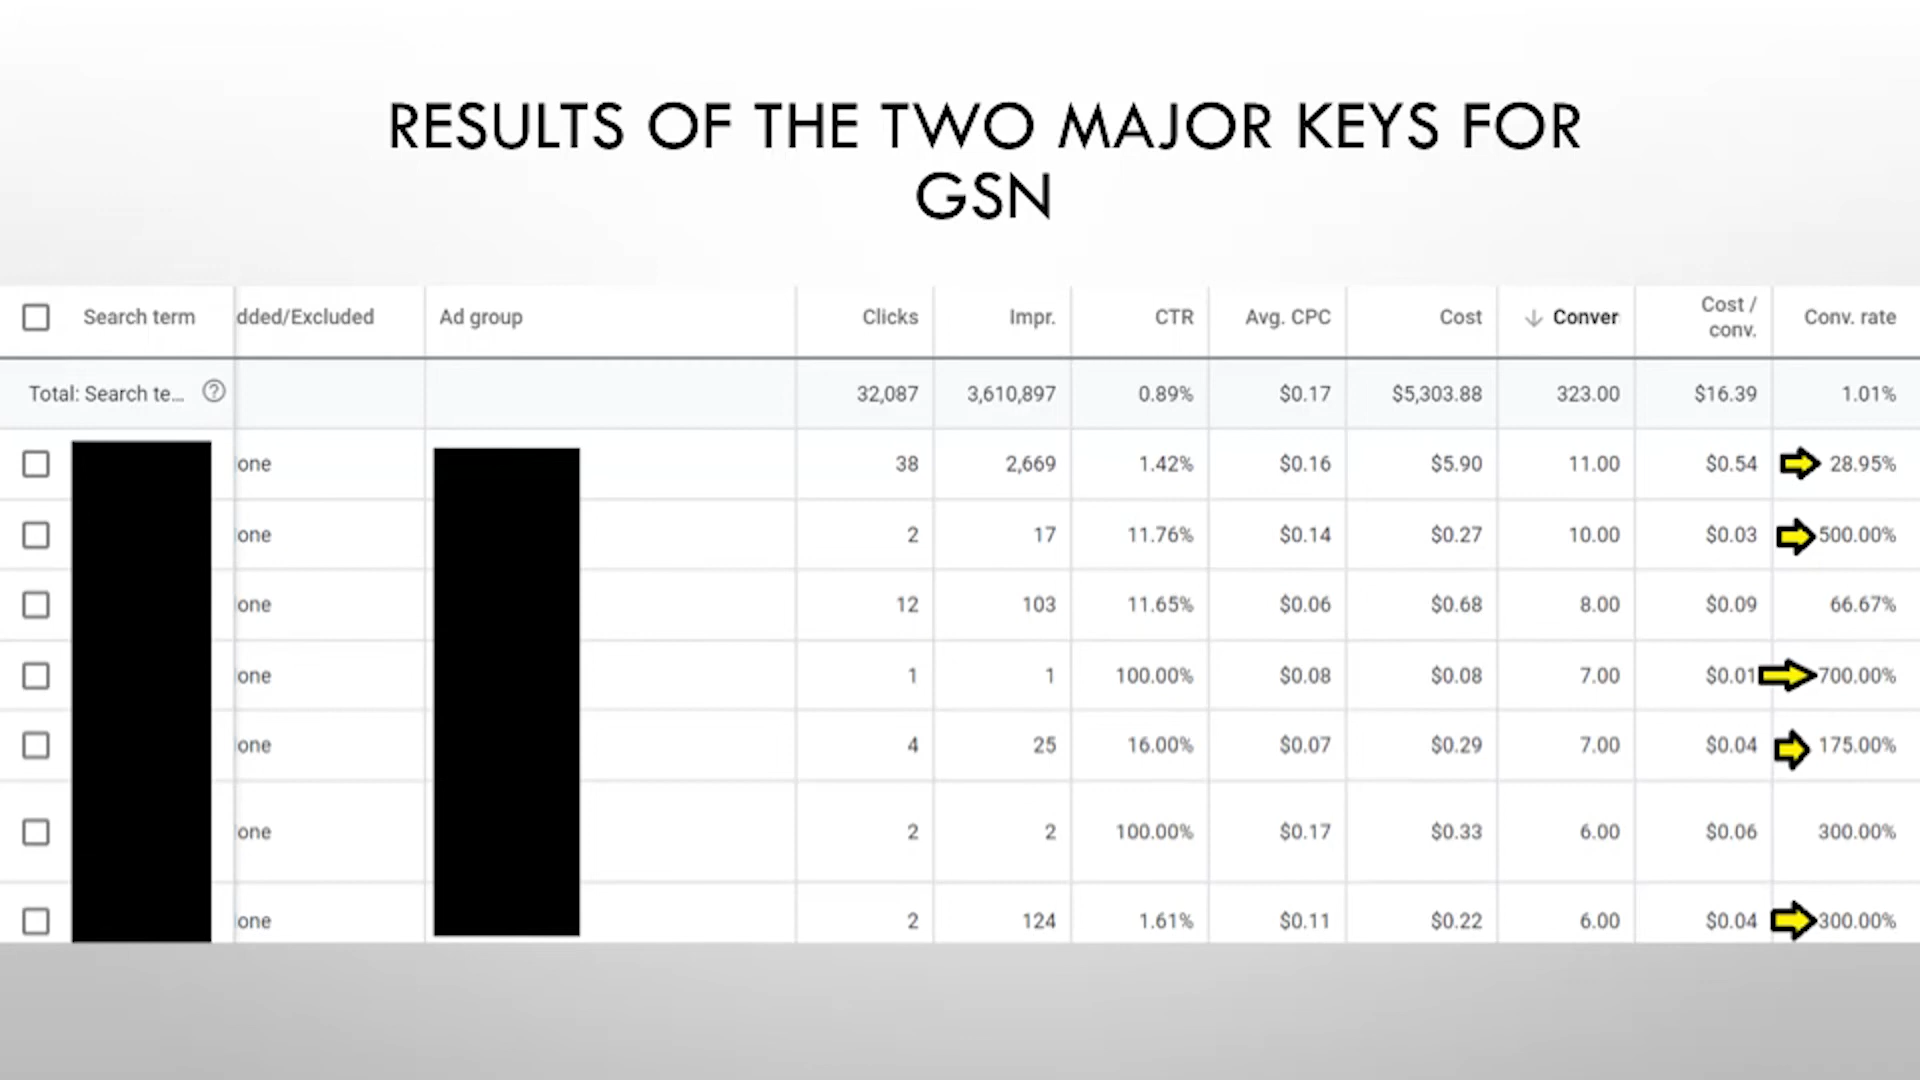 RESULTS OF THE TWO MAJOR KEYS FOR
GSN
Search term dded/Excluded Ad group Clicks Impr. CTR Avg. CPC Cost ↓ Conver Cost / conv. Conv. rate
Total: Search te... 32,087 3,610,897 0.89% $0.17 $5,303.88 323.00 $16.39 1.01%
one 38 2,669 1.42% $0.16 $5.90 11.00 $0.54 28.95%
one 2 17 11.76% $0.14 $0.27 10.00 $0.03 500.00%
one 12 103 11.65% $0.06 $0.68 8.00 $0.09 66.67%
one 1 1 100.00% $0.08 $0.08 7.00 $0.01 700.00%
one 4 25 16.00% $0.07 $0.29 7.00 $0.04 175.00%
one 2 2 100.00% $0.17 $0.33 6.00 $0.06 300.00%
one 2 124 1.61% $0.11 $0.22 6.00 $0.04 300.00%